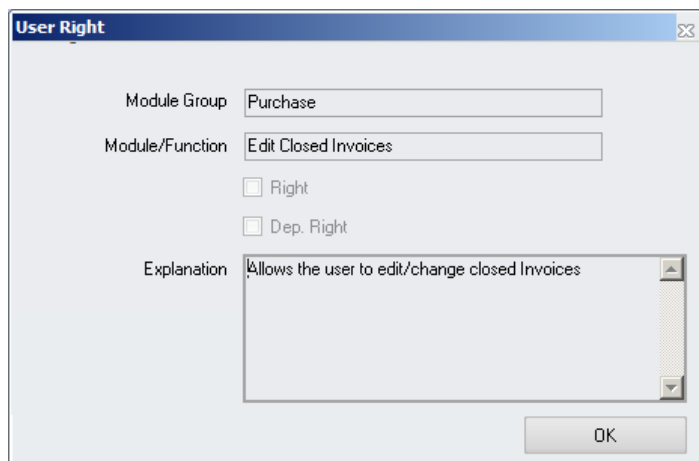 User Right
Module Group Purchase
Module/Function Edit Closed Invoices
Right
Dep. Right
Explanation Allows the user to edit/change closed Invoices
OK